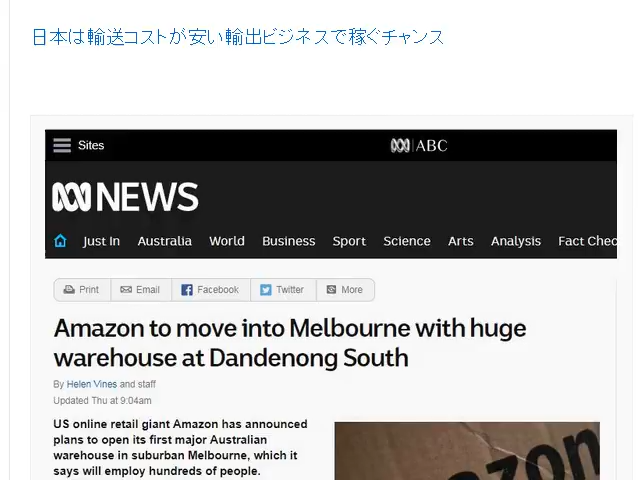 日本は輸送コストが安い輸出ビジネスで稼ぐチャンス
Sites
ABC
NEWS
Just In Australia World Business Sport Science Arts Analysis Fact Chec
Print Email Facebook Twitter More
Amazon to move into Melbourne with huge
warehouse at Dandenong South
By Helen Vines and staff
Updated Thu at 9:04am
US online retail giant Amazon has announced
plans to open its first major Australian
warehouse in suburban Melbourne, which it
says will employ hundreds of people.
azon